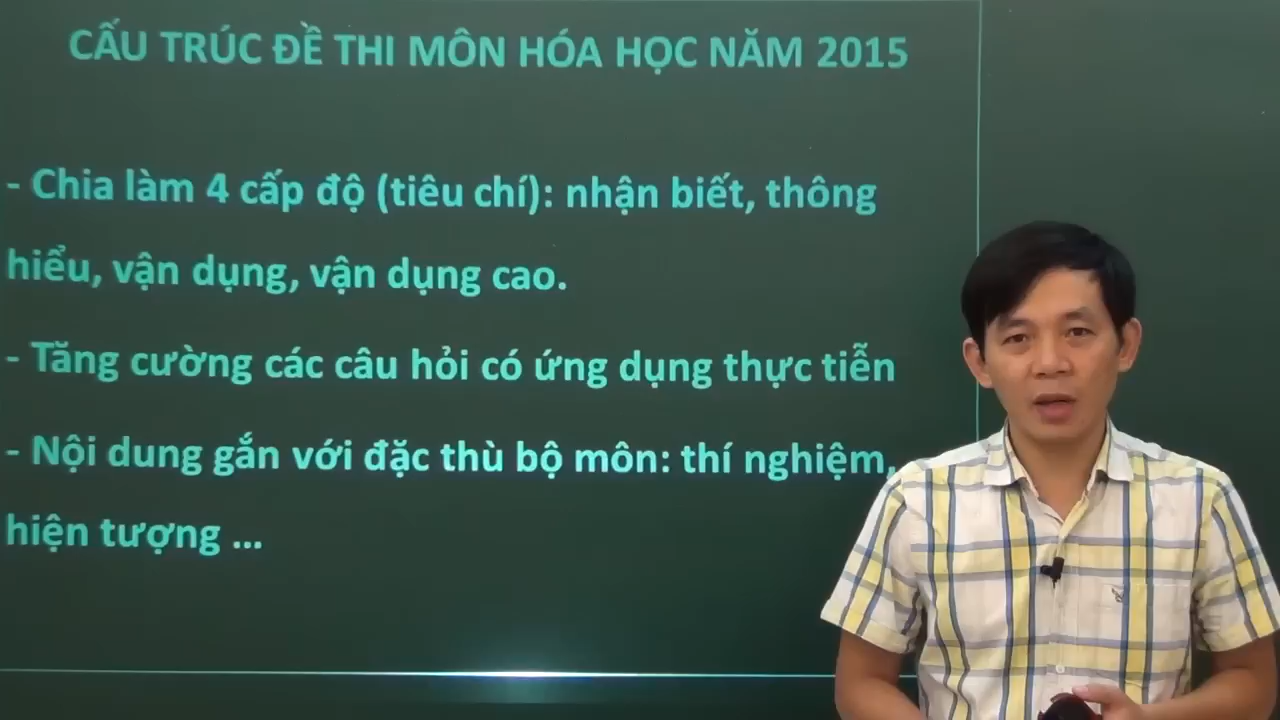 CẤU TRÚC ĐỀ THI MÔN HÓA HỌC NĂM 2015
- Chia làm 4 cấp độ (tiêu chí): nhận biết, thông
hiểu, vận dụng, vận dụng cao.
- Tăng cường các câu hỏi có ứng dụng thực tiễn
- Nội dung gắn với đặc thù bộ môn: thí nghiệm,
hiện tượng ...